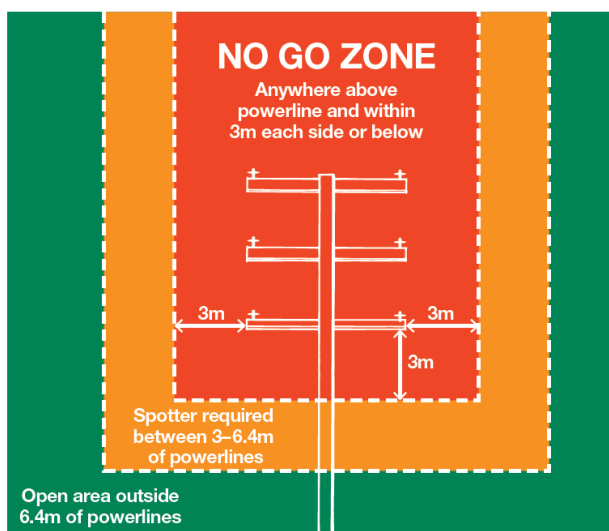 NO GO ZONE
Anywhere above
powerline and within
3m each side or below
3m
3m
3m
Spotter required
between 3–6.4m
of powerlines
Open area outside
6.4m of powerlines